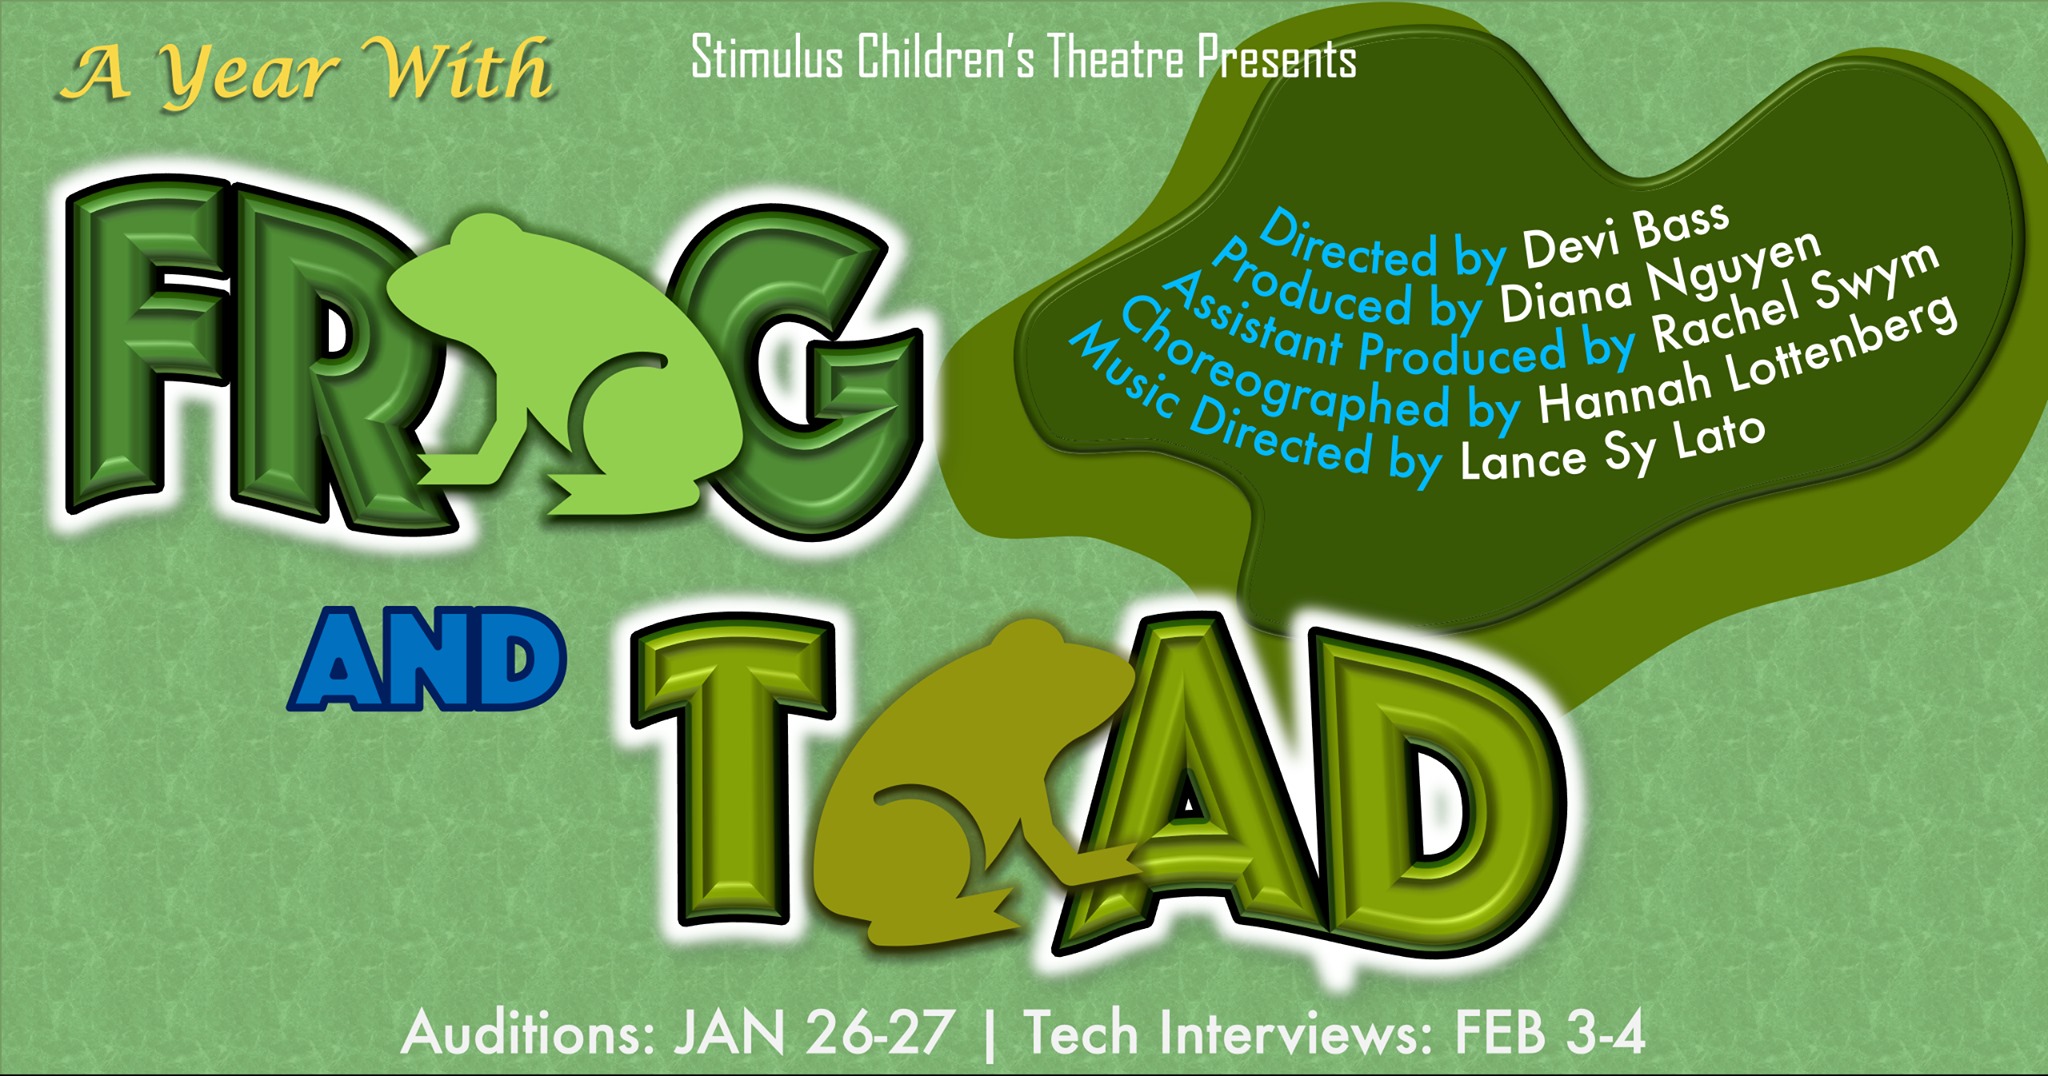 A Year With
Stimulus Children's Theatre Presents
FROG
AND
TOAD
Directed by Devi Bass
Produced by Diana Nguyen
Assistant Produced by Rachel Swym
Choreographed by Hannah Lottenberg
Music Directed by Lance Sy Lato
Auditions: JAN 26-27 | Tech Interviews: FEB 3-4